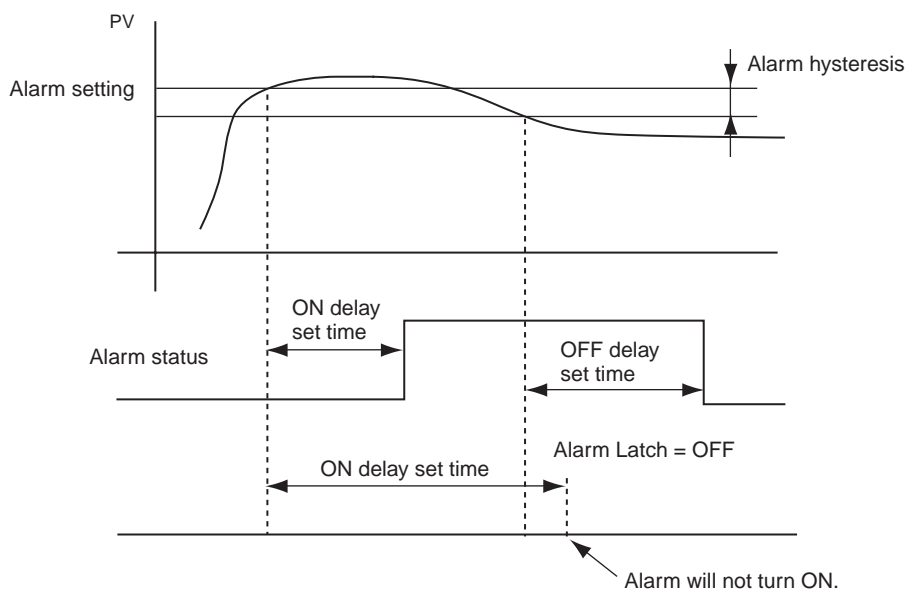 PV
Alarm setting
Alarm hysteresis
ON delay
set time
Alarm status
OFF delay
set time
Alarm Latch = OFF
ON delay set time
Alarm will not turn ON.